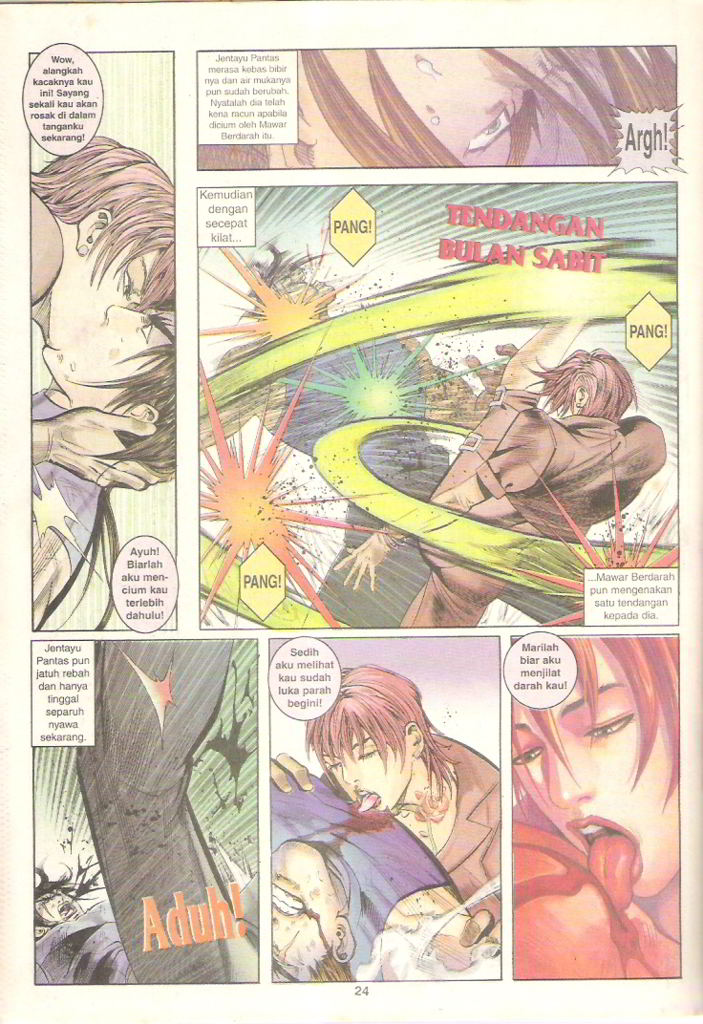 Wow,
alangkah
kacaknya kau
ini! Sayang
sekali kau akan
rosak di dalam
tanganku
sekarang!
Ayuh!
Biarlah
aku men-
cium kau
terlebih
dahulu!
Jentayu Pantas
merasa kebas bibir
nya dan air mukanya
pun sudah berubah.
Nyatalah dia telah
kena racun apabila
dicium oleh Mawar
Berdarah itu.
Argh!
Kemudian
dengan
secepat
kilat...
PANG!
TENDANGAN
BULAN SABIT
PANG!
PANG!
...Mawar Berdarah
pun mengenakan
satu tendangan
kepada dia.
Jentayu
Pantas pun
jatuh rebah
dan hanya
tinggal
separuh
nyawa
sekarang.
Aduh!
Sedih
aku melihat
kau sudah
luka parah
begini!
Marilah
biar aku
menjilat
darah kau!
24